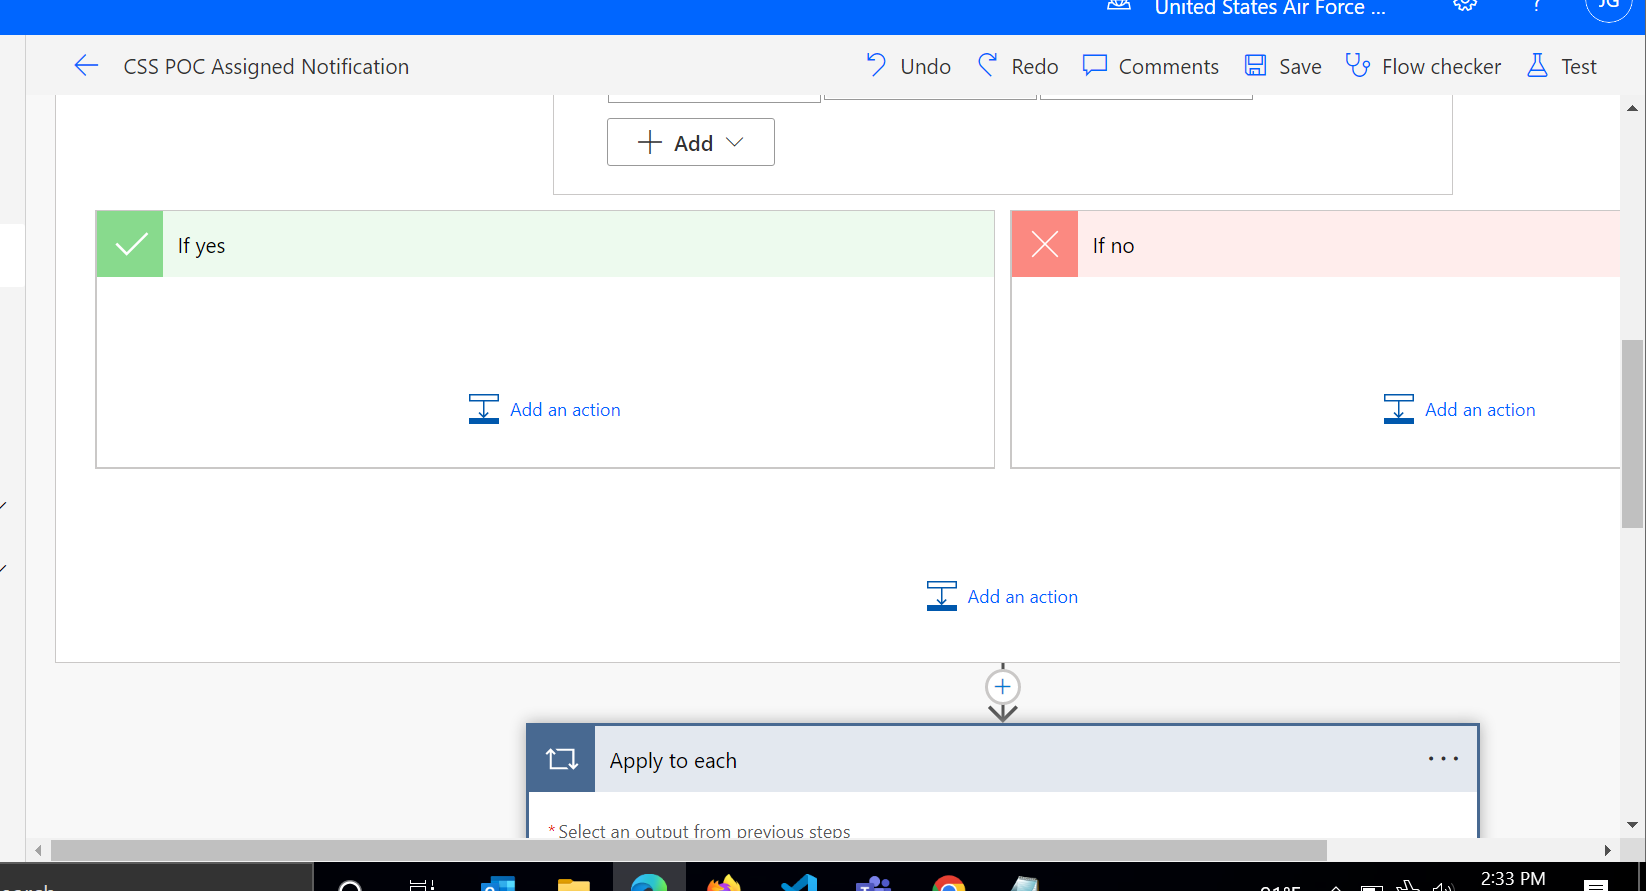 United States Air Force ...
?
JG
CSS POC Assigned Notification
Undo
Redo
Comments
Save
Flow checker
Test
Add
If yes
If no
Add an action
Add an action
Add an action
Apply to each
...
* Select an output from previous steps
2:33 PM